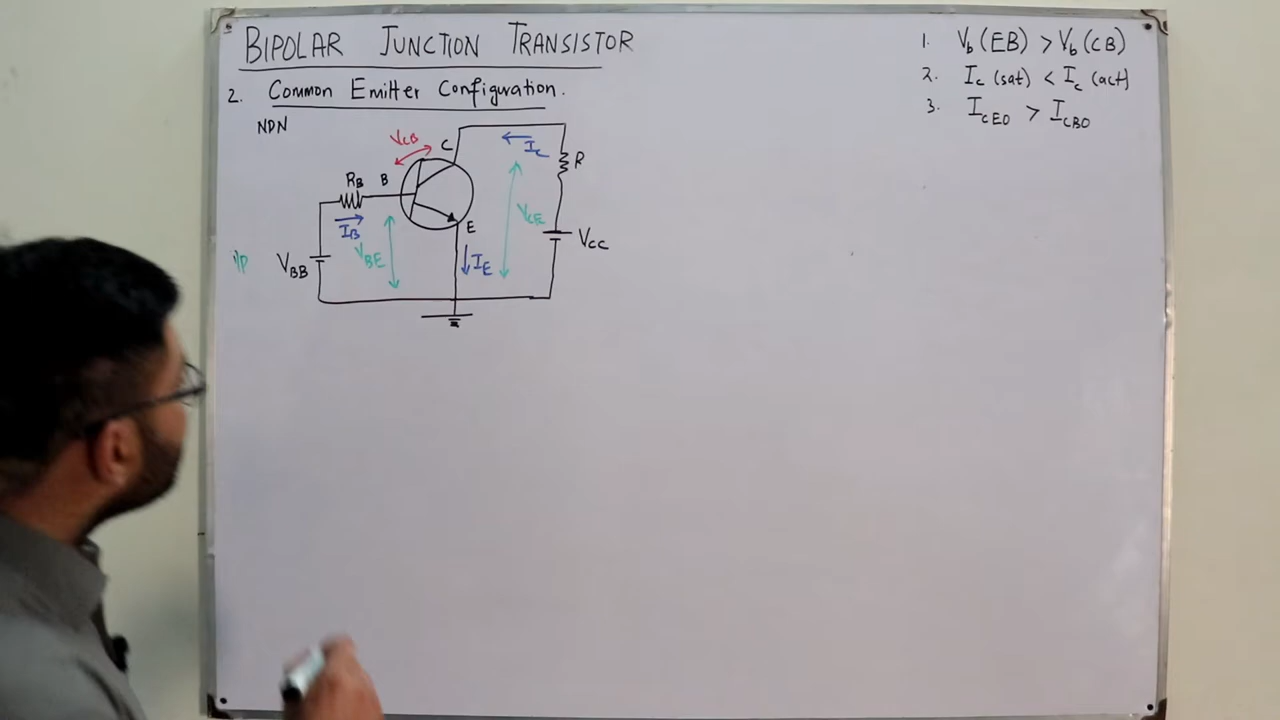 BIPOLAR JUNCTION TRANSISTOR
2. Common Emitter Configuration.
NDN
VCB
C
IC
R
RB
B
IB
VBE
E
IE
VCE
VCC
i/p
VBB
1. Vb (EB) > Vb (CB)
2. Ic (sat) < Ic (act)
3. ICEO > ICBO